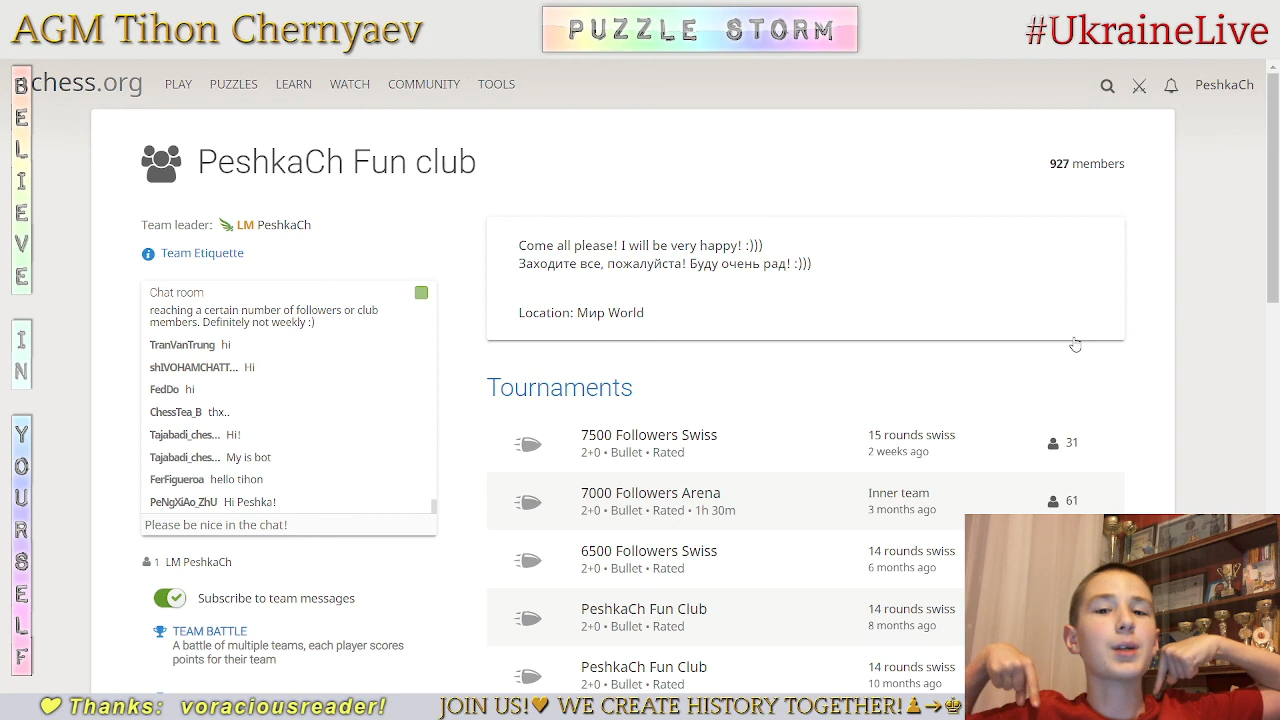 AGM Tihon Chernyaev
PUZZLE STORM
#UkraineLive
chess.org
PLAY
PUZZLES
LEARN
WATCH
COMMUNITY
TOOLS
PeshkaCh
BELIEVE
IN
YOURSELF
PeshkaCh Fun club
927 members
Team leader: LM PeshkaCh
Team Etiquette
Chat room
reaching a certain number of followers or club
members. Definitely not weekly :)
TranVanTrung hi
shIVOHAMCHATT... Hi
FedDo hi
ChessTea_B thx..
Tajabadi_ches... Hi!
Tajabadi_ches... My is bot
FerFigueroa hello tihon
PeNgXiAo_ZhU Hi Peshka!
Please be nice in the chat!
1 LM PeshkaCh
Subscribe to team messages
TEAM BATTLE
A battle of multiple teams, each player scores
points for their team
Come all please! I will be very happy! :)))
Заходите все, пожалуйста! Буду очень рад! :)))
Location: Мир World
Tournaments
7500 Followers Swiss
2+0 • Bullet • Rated
15 rounds swiss
2 weeks ago
31
7000 Followers Arena
2+0 • Bullet • Rated • 1h 30m
Inner team
3 months ago
61
6500 Followers Swiss
2+0 • Bullet • Rated
14 rounds swiss
6 months ago
PeshkaCh Fun Club
2+0 • Bullet • Rated
14 rounds swiss
8 months ago
PeshkaCh Fun Club
2+0 • Bullet • Rated
14 rounds swiss
10 months ago
Thanks: voraciousreader!
JOIN US! WE CREATE HISTORY TOGETHER!